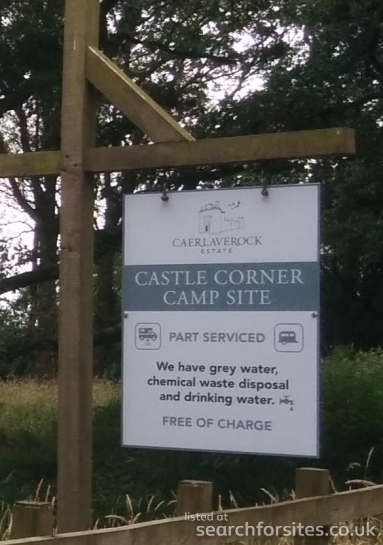 CAERLAVEROCK
ESTATE
CASTLE CORNER
CAMP SITE
PART SERVICED
We have grey water,
chemical waste disposal
and drinking water.
FREE OF CHARGE
listed at
searchforsites.co.uk